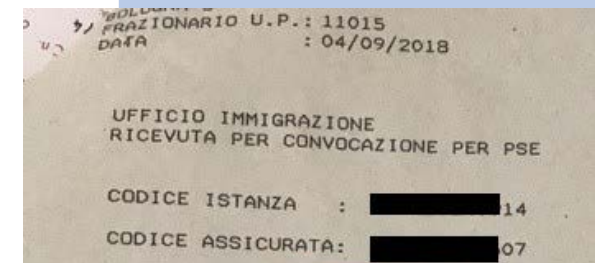 BOLOGNA
FRAZIONARIO U.P.: 11015
DATA : 04/09/2018
UFFICIO IMMIGRAZIONE
RICEVUTA PER CONVOCAZIONE PER PSE
CODICE ISTANZA : 14
CODICE ASSICURATA: 07